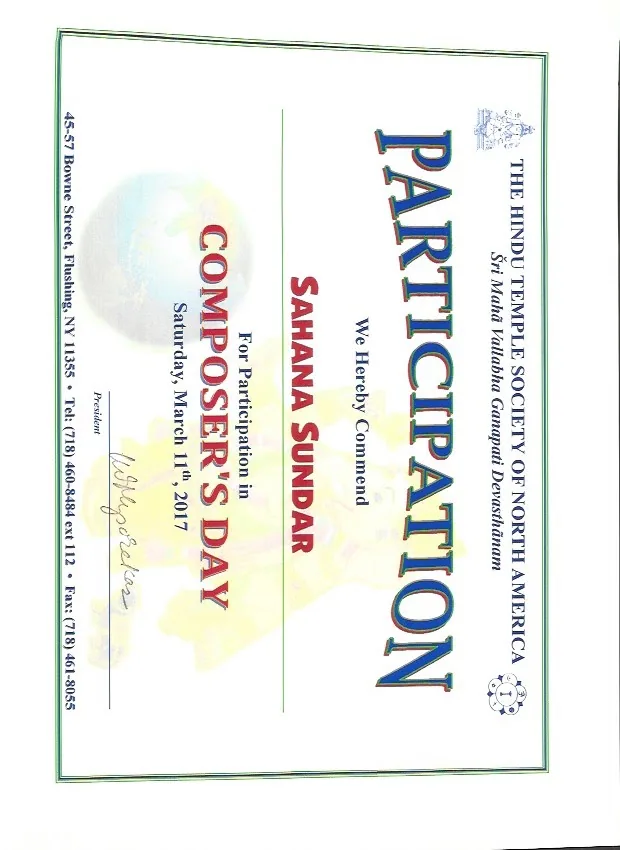 THE HINDU TEMPLE SOCIETY OF NORTH AMERICA
Śri Mahā Vallabha Ganapati Devasthānam
PARTICIPATION
We Hereby Commend
SAHANA SUNDAR
For Participation in
COMPOSER'S DAY
Saturday, March 11th, 2017
President
45-57 Bowne Street, Flushing, NY 11355 • Tel: (718) 460-8484 ext 112 • Fax: (718) 461-8055